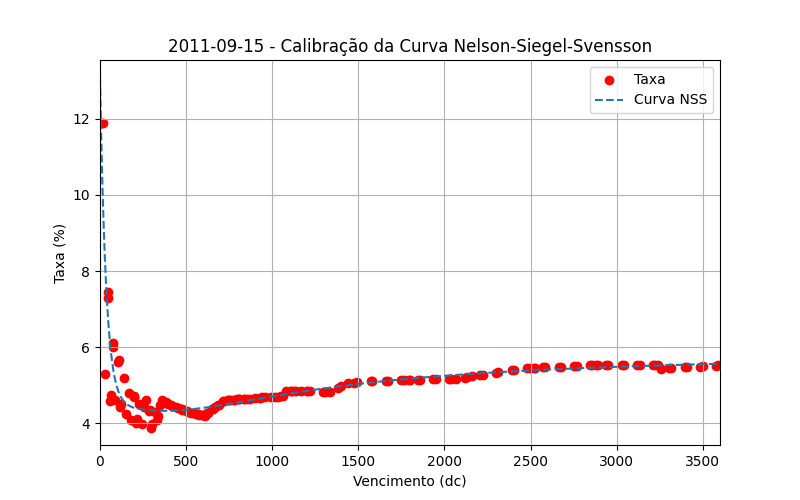 2011-09-15 - Calibração da Curva Nelson-Siegel-Svensson
Taxa
Curva NSS
Taxa (%)
12
10
8
6
4
0 500 1000 1500 2000 2500 3000 3500
Vencimento (dc)